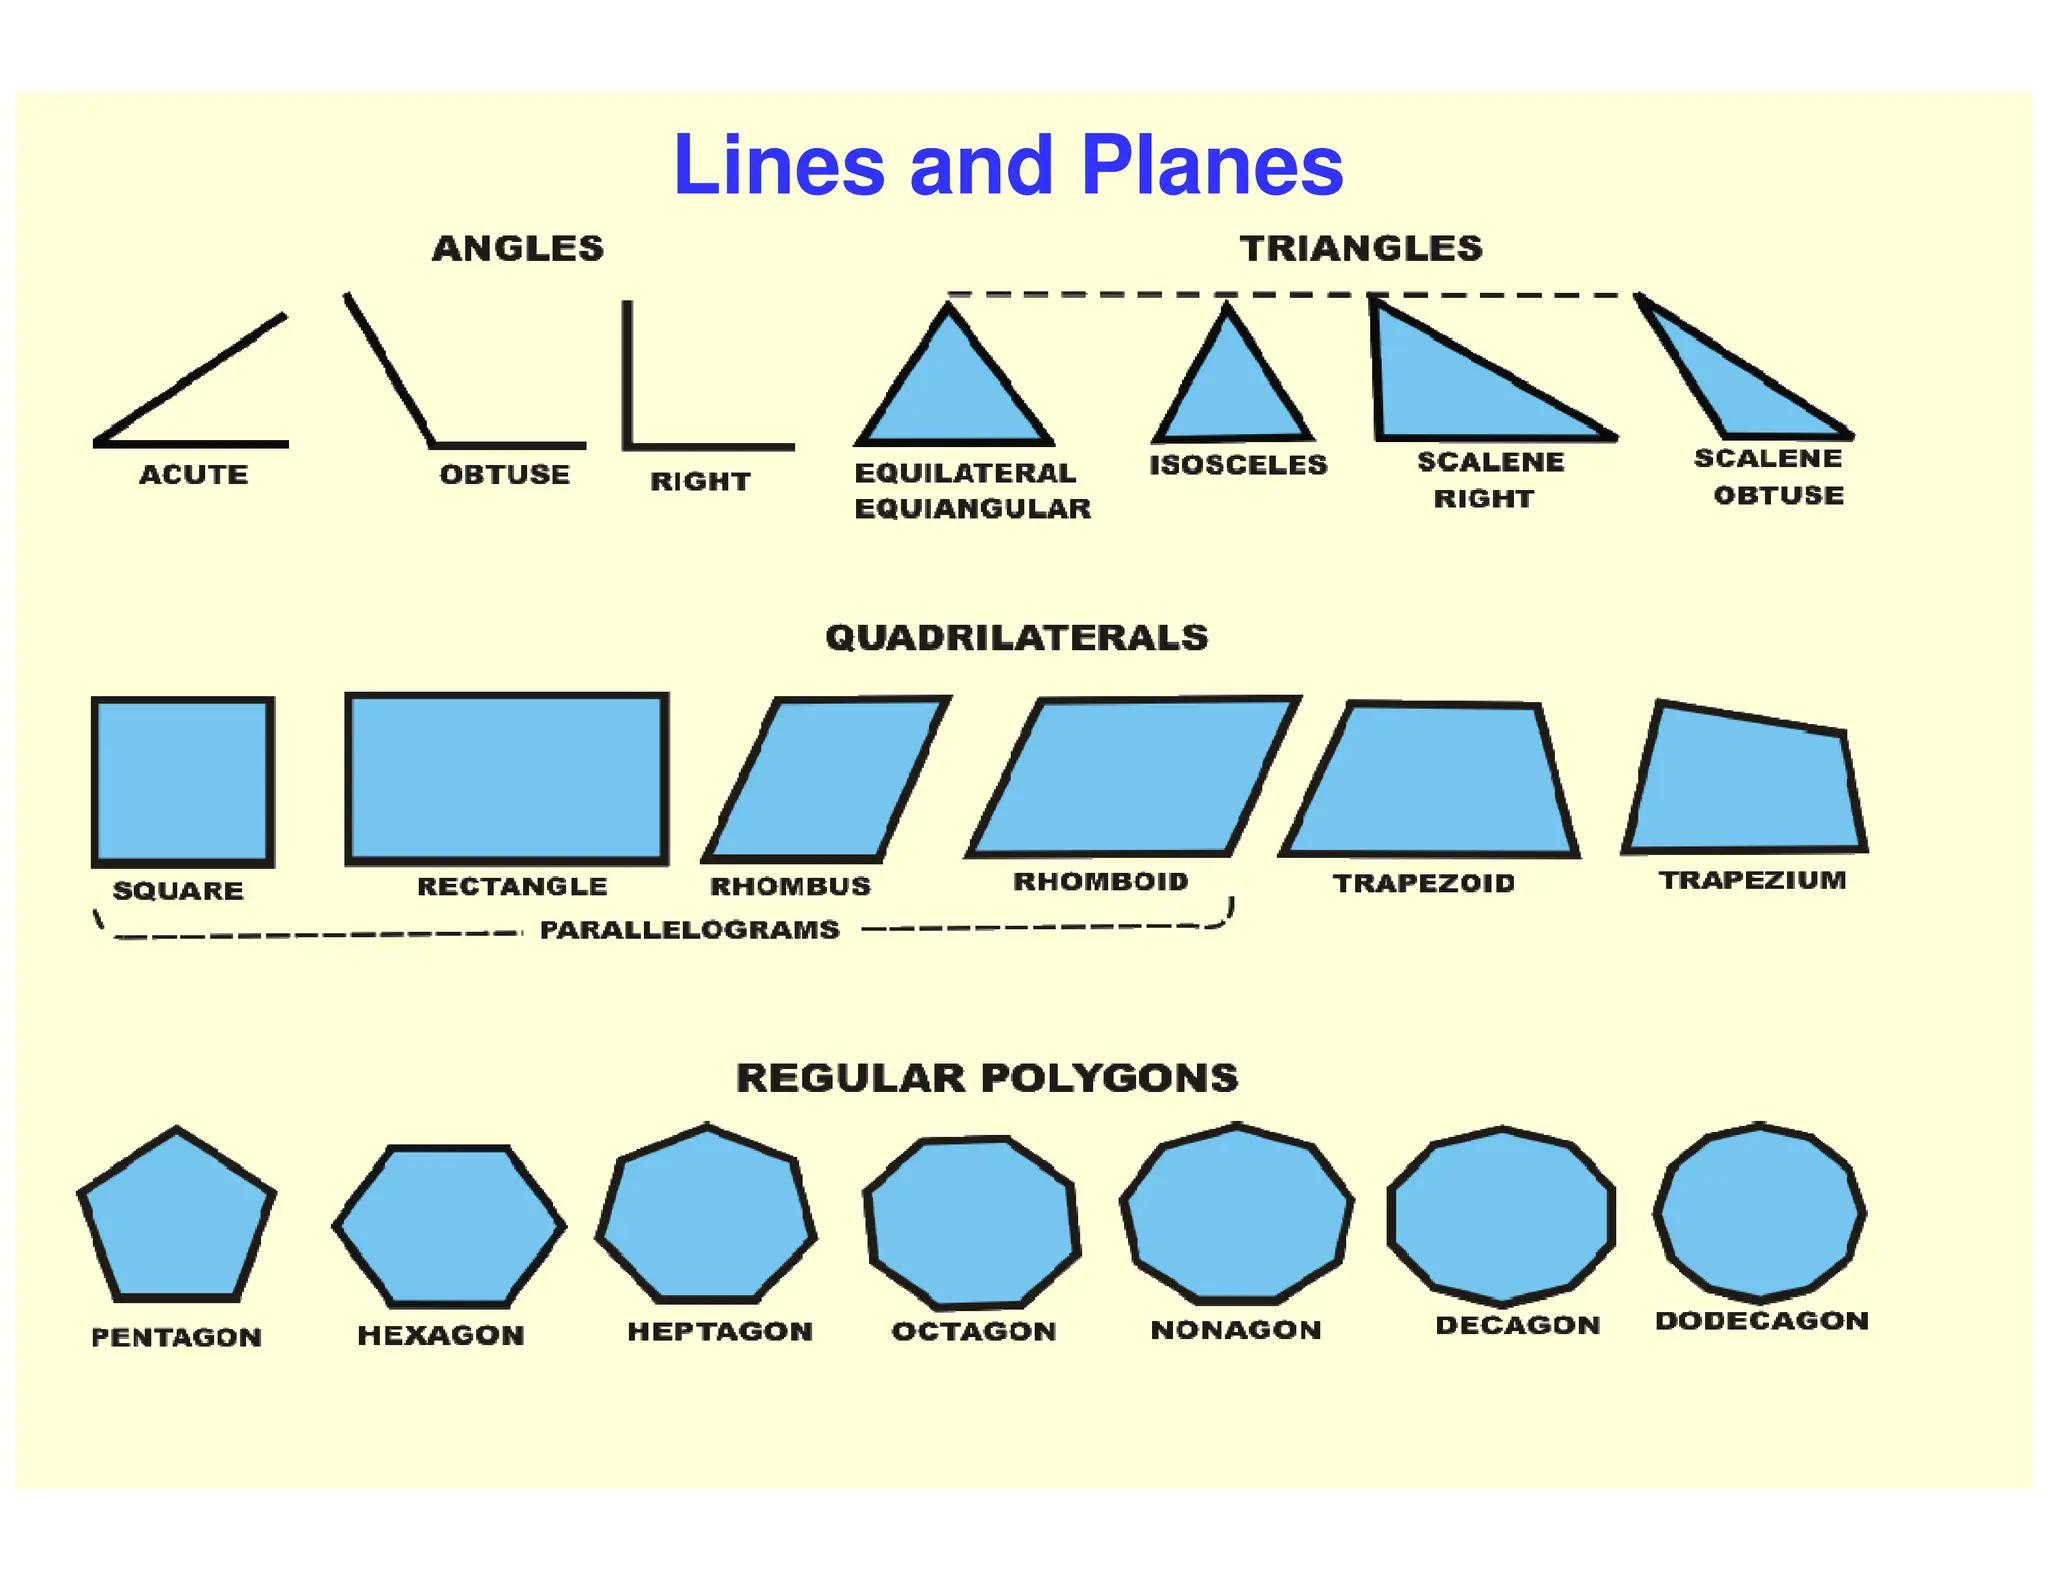 Lines and Planes
ANGLES
TRIANGLES
ACUTE
OBTUSE
RIGHT
EQUILATERAL
EQUIANGULAR
ISOSCELES
SCALENE
RIGHT
SCALENE
OBTUSE
QUADRILATERALS
SQUARE
RECTANGLE
RHOMBUS
RHOMBOID
TRAPEZOID
TRAPEZIUM
PARALLELOGRAMS
REGULAR POLYGONS
PENTAGON
HEXAGON
HEPTAGON
OCTAGON
NONAGON
DECAGON
DODECAGON